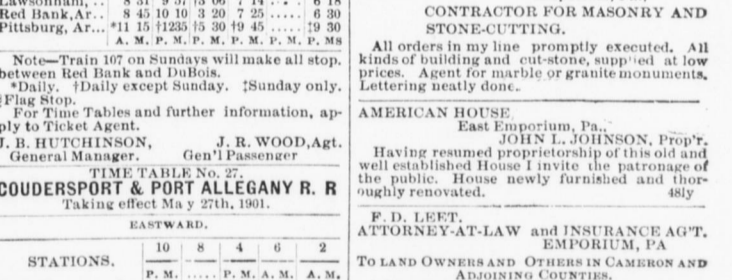 Red Bank, Ar.. 8 45 10 10 3 20 7 25 ..... 6 30
Pittsburg, Ar... *11 15 †1235 ‡5 30 †9 45 ..... ‡9 30
A. M. P. M. P. M. P. M. P. M. P. MS
Note—Train 107 on Sundays will make all stop.
between Red Bank and DuBois.
*Daily. †Daily except Sunday. ‡Sunday only.
Flag Stop.
For Time Tables and further information, ap-
ply to Ticket Agent.
J. B. HUTCHINSON, J. R. WOOD, Agt.
General Manager. Gen'l Passenger
TIME TABLE No. 27.
COUDERSPORT & PORT ALLEGANY R. R
Taking effect Ma y 27th, 1901.
EASTWARD.
10 8 4 6 2
STATIONS.
P. M. ..... P. M. A. M. A. M.
CONTRACTOR FOR MASONRY AND
STONE-CUTTING.
All orders in my line promptly executed. All
kinds of building and cut-stone, supp'ied at low
prices. Agent for marble or granite monuments.
Lettering neatly done.
AMERICAN HOUSE
East Emporium, Pa.,
JOHN L. JOHNSON, Prop'r.
Having resumed proprietorship of this old and
well established House I invite the patronage of
the public. House newly furnished and thor-
oughly renovated. 48ly
F. D. LEET.
ATTORNEY-AT-LAW and INSURANCE AG'T.
EMPORIUM, PA
TO LAND OWNERS AND OTHERS IN CAMERON AND
ADJOINING COUNTIES.